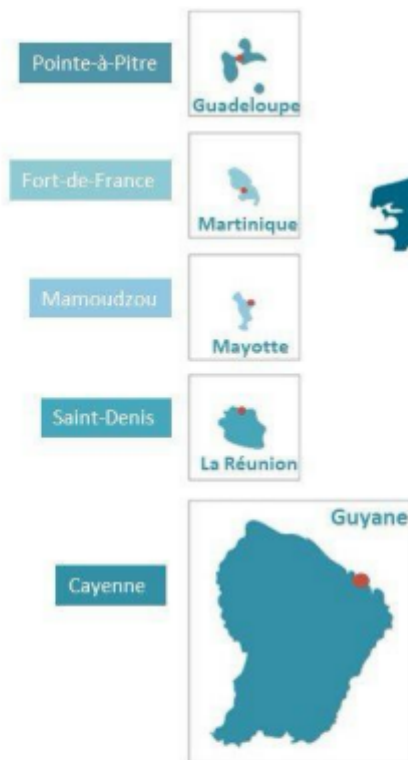 Pointe-à-Pitre
Guadeloupe
Fort-de-France
Martinique
Mamoudzou
Mayotte
Saint-Denis
La Réunion
Guyane
Cayenne